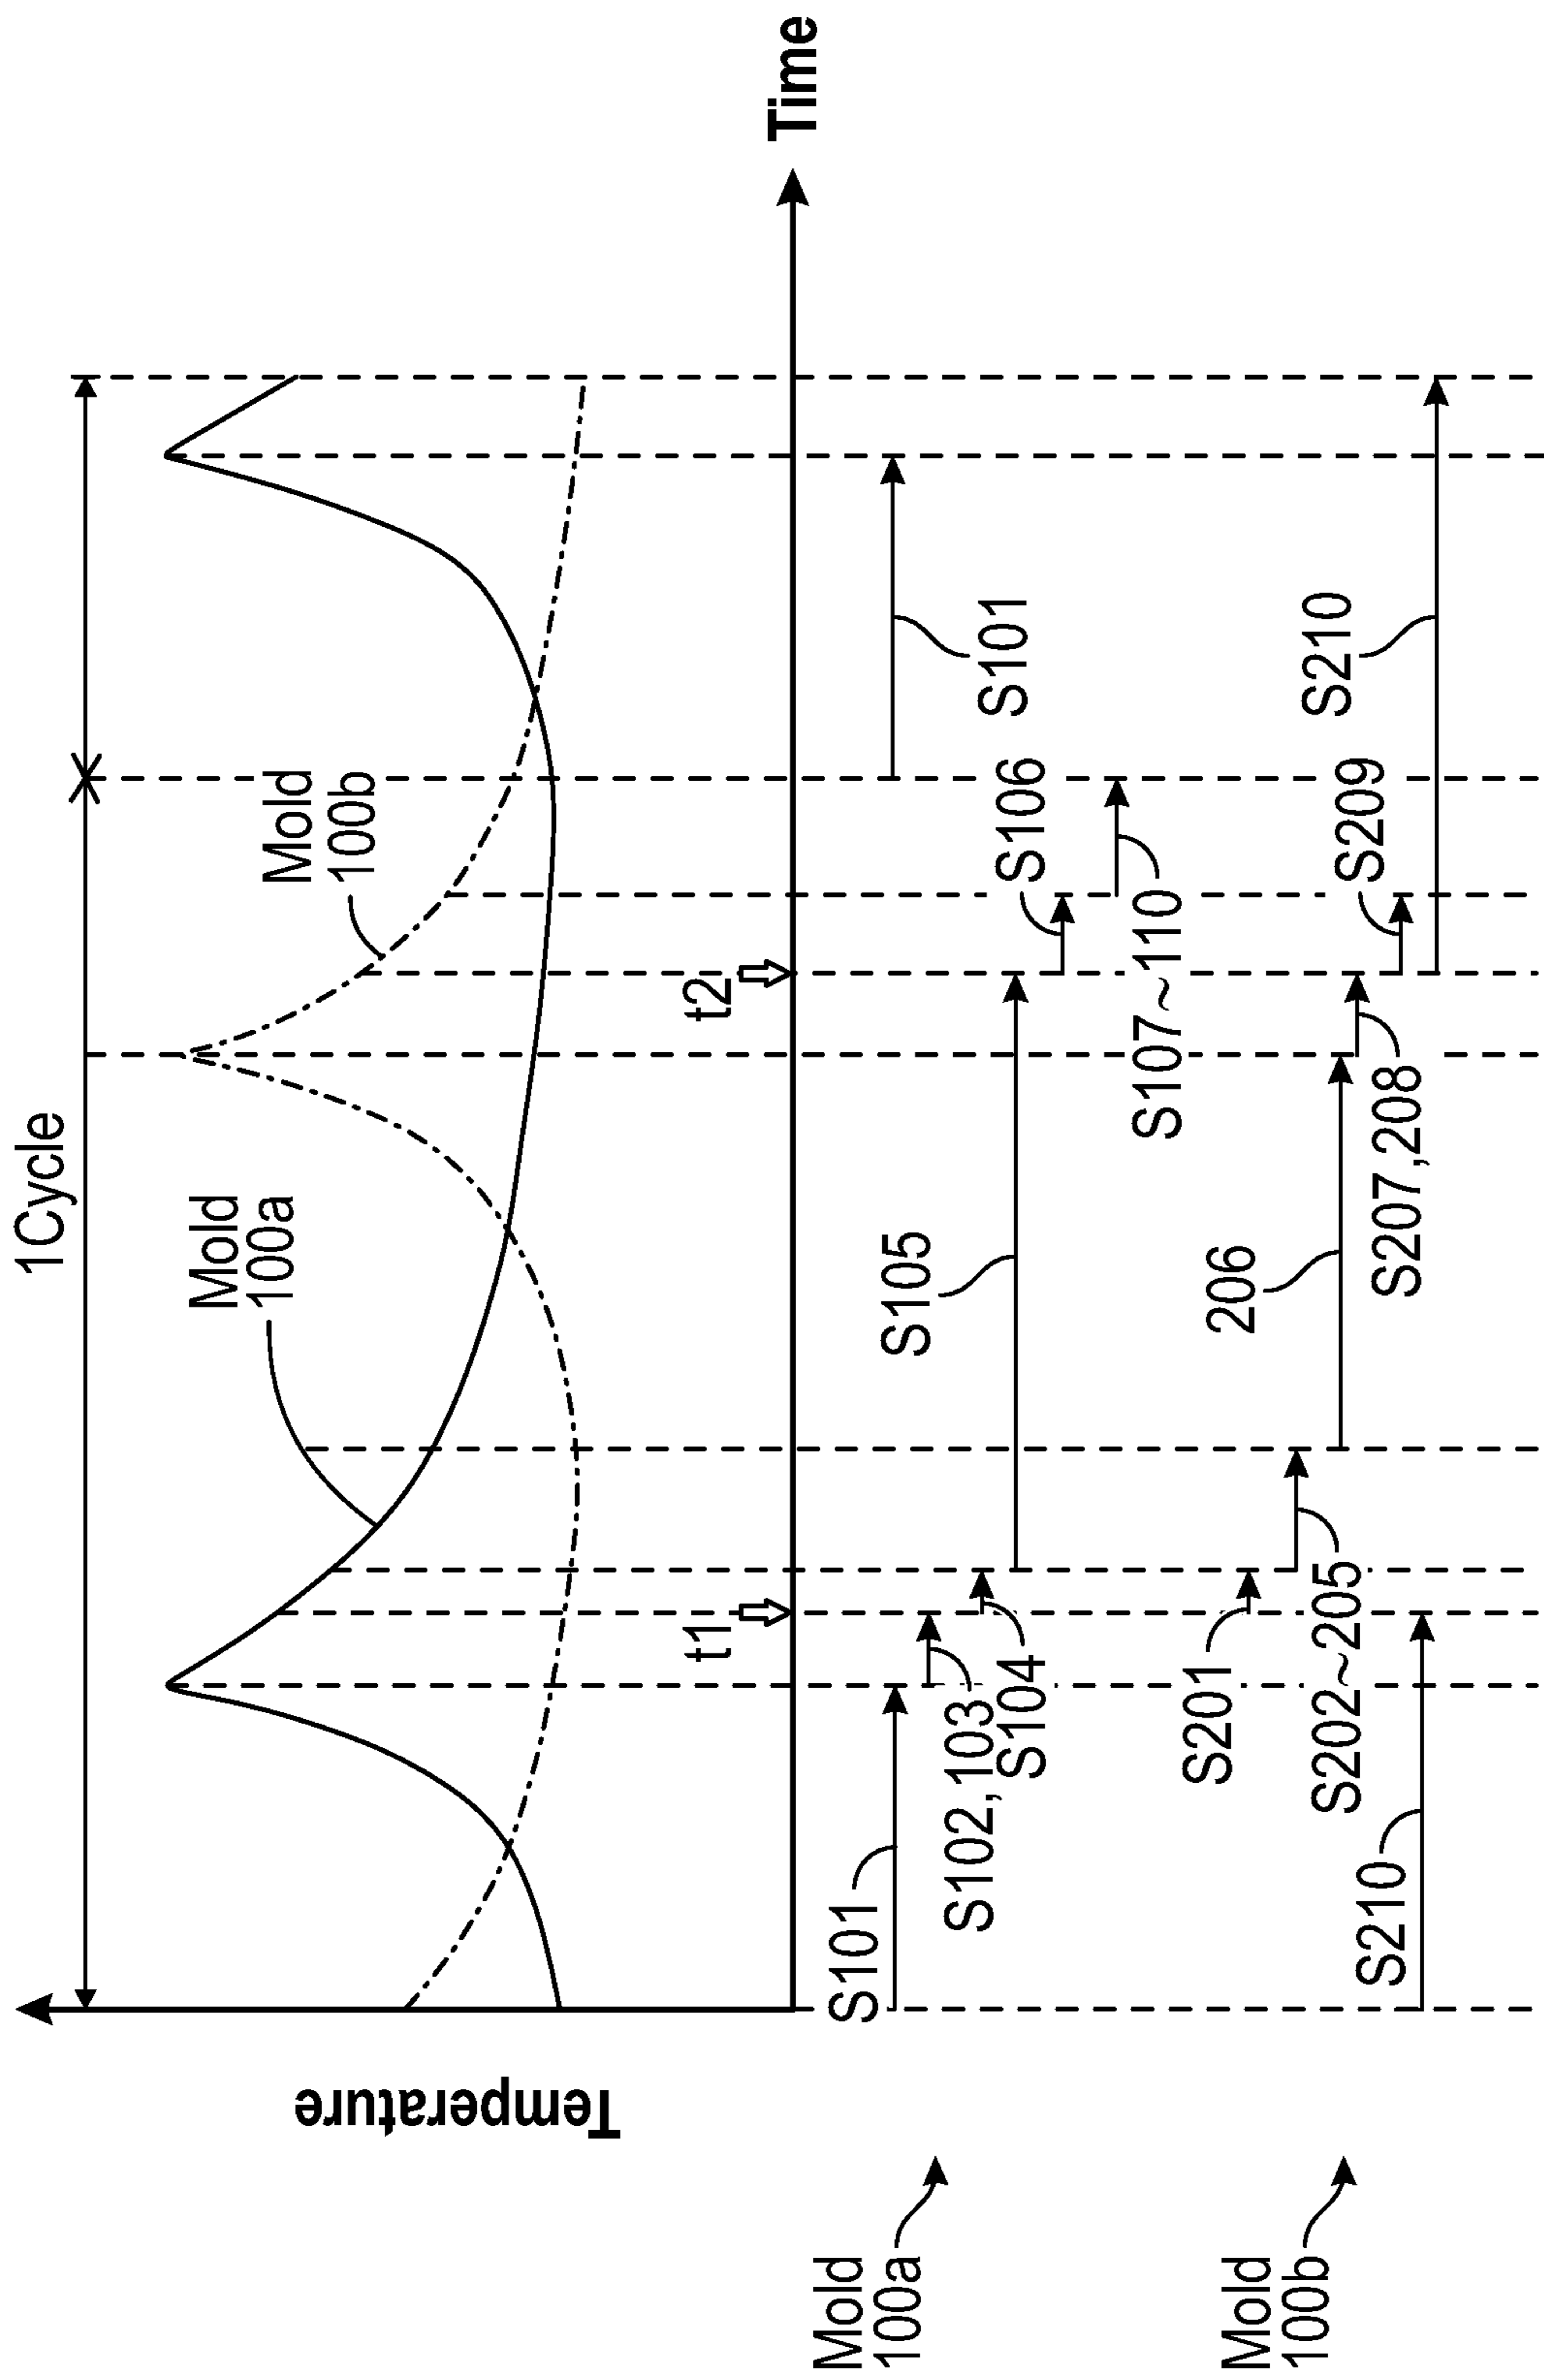 1Cycle
Mold
100a
Mold
100b
Temperature
t1
t2
Time
Mold
100a
S101
S102,103
S104
S105
S106
S107~110
S101
Mold
100b
S201
S202~205
206
S207,208
S209
S210
S210